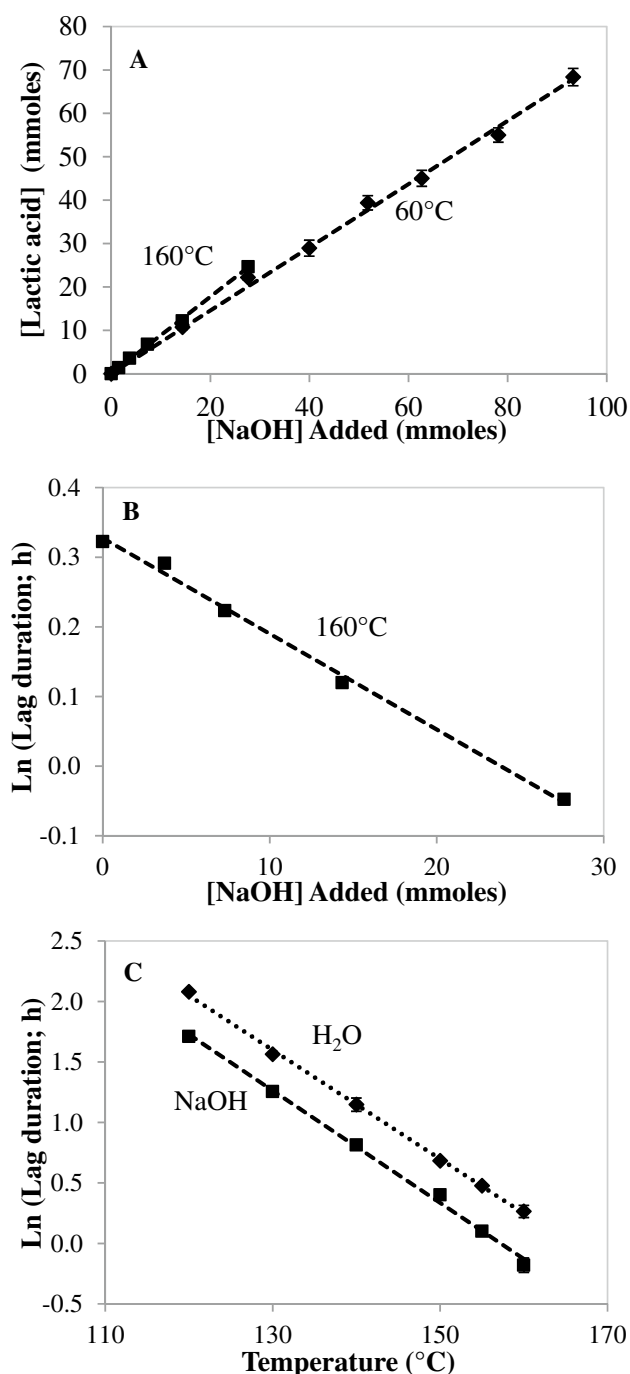 A
[Lactic acid] (mmoles)
80
70
60
50
40
30
20
10
0
160°C
60°C
0 20 40 60 80 100
[NaOH] Added (mmoles)
B
Ln (Lag duration; h)
0.4
0.3
0.2
0.1
0.0
-0.1
160°C
0 10 20 30
[NaOH] Added (mmoles)
C
Ln (Lag duration; h)
2.5
2.0
1.5
1.0
0.5
0.0
-0.5
H₂O
NaOH
110 130 150 170
Temperature (°C)